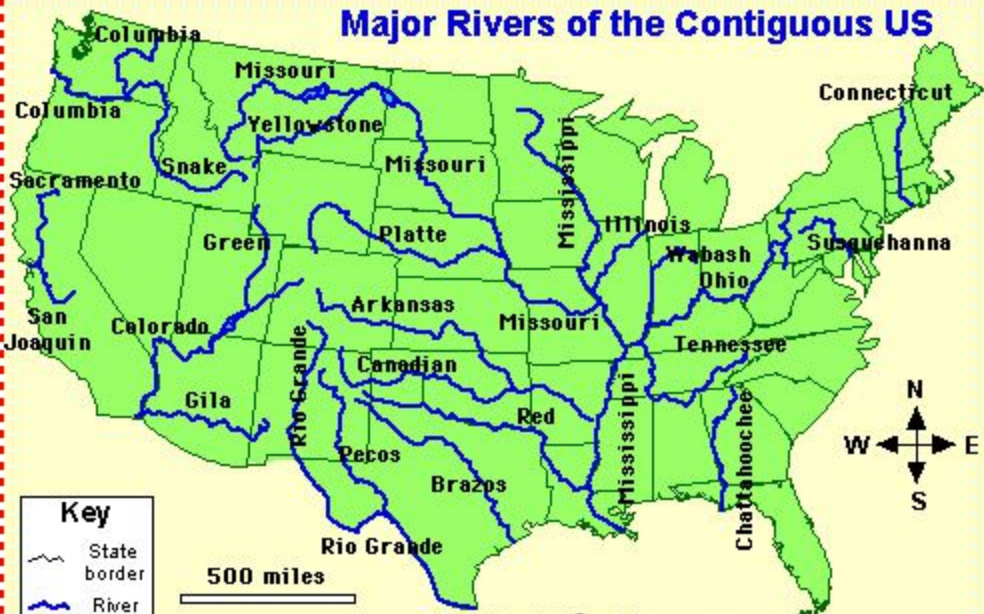 Major Rivers of the Contiguous US
Columbia
Missouri
Connecticut
Columbia
Yellowstone
Mississippi
Snake
Missouri
Sacramento
Illinois
Green
Platte
Wabash
Susquehanna
Ohio
San
Joaquin
Colorado
Arkansas
Missouri
Tennessee
Rio Grande
Canadian
Gila
Red
Mississippi
Chattahoochee
N
W
E
S
Pecos
Brazos
Rio Grande
Key
State
border
River
500 miles